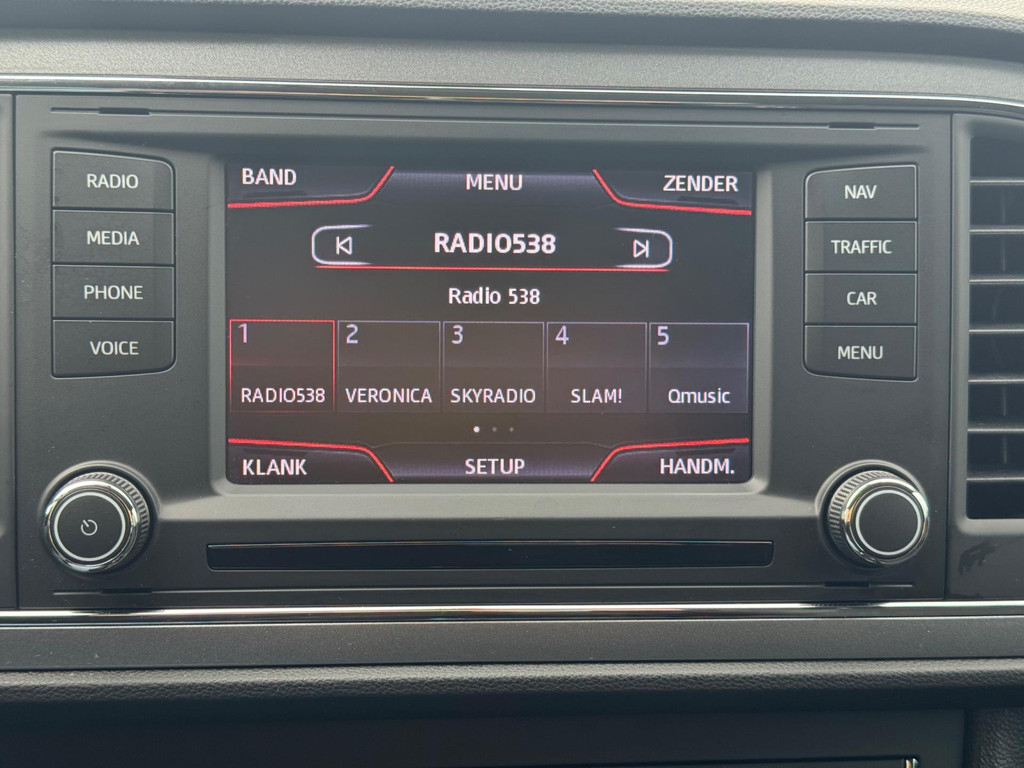 RADIO
MEDIA
PHONE
VOICE
BAND MENU ZENDER
RADIO538
Radio 538
1 2 3 4 5
RADIO538 VERONICA SKYRADIO SLAM! Qmusic
KLANK SETUP HANDM.
NAV
TRAFFIC
CAR
MENU